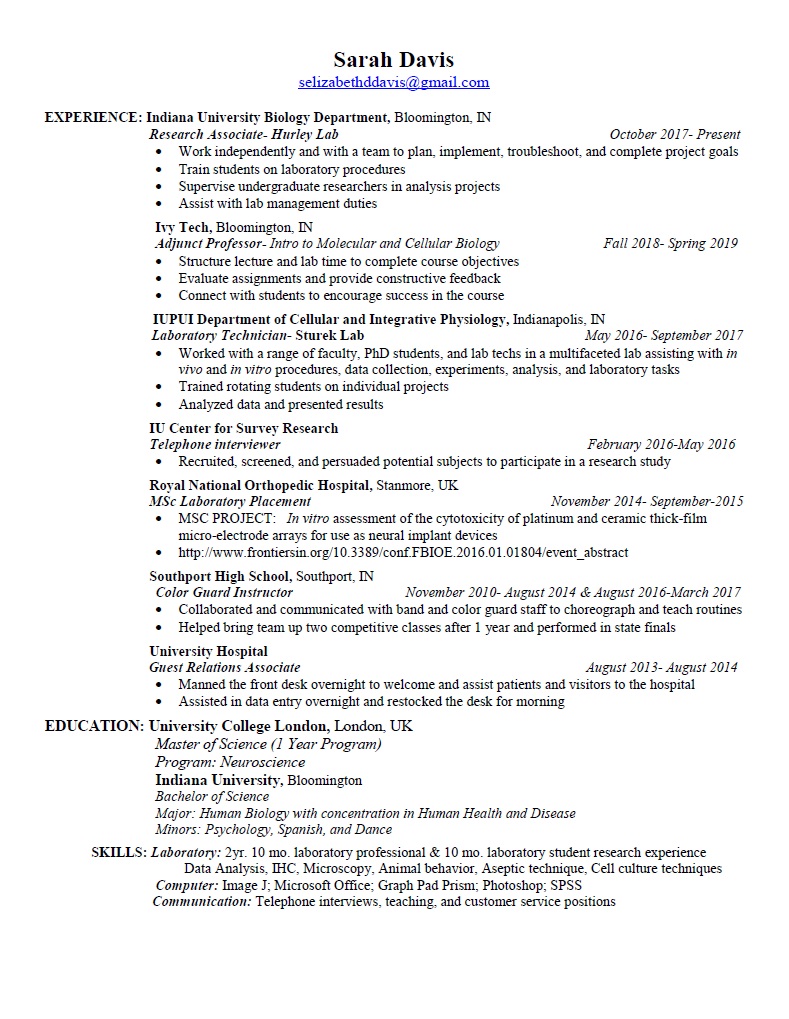 Sarah Davis
selizabethddavis@gmail.com
EXPERIENCE: Indiana University Biology Department, Bloomington, IN
Research Associate- Hurley Lab October 2017- Present
• Work independently and with a team to plan, implement, troubleshoot, and complete project goals
• Train students on laboratory procedures
• Supervise undergraduate researchers in analysis projects
• Assist with lab management duties
Ivy Tech, Bloomington, IN
Adjunct Professor- Intro to Molecular and Cellular Biology Fall 2018- Spring 2019
• Structure lecture and lab time to complete course objectives
• Evaluate assignments and provide constructive feedback
• Connect with students to encourage success in the course
IUPUI Department of Cellular and Integrative Physiology, Indianapolis, IN
Laboratory Technician- Sturek Lab May 2016- September 2017
• Worked with a range of faculty, PhD students, and lab techs in a multifaceted lab assisting with in
vivo and in vitro procedures, data collection, experiments, analysis, and laboratory tasks
• Trained rotating students on individual projects
• Analyzed data and presented results
IU Center for Survey Research
Telephone interviewer February 2016-May 2016
• Recruited, screened, and persuaded potential subjects to participate in a research study
Royal National Orthopedic Hospital, Stanmore, UK
MSc Laboratory Placement November 2014- September-2015
• MSC PROJECT: In vitro assessment of the cytotoxicity of platinum and ceramic thick-film
micro-electrode arrays for use as neural implant devices
• http://www.frontiersin.org/10.3389/conf.FBIOE.2016.01.01804/event_abstract
Southport High School, Southport, IN
Color Guard Instructor November 2010- August 2014 & August 2016-March 2017
• Collaborated and communicated with band and color guard staff to choreograph and teach routines
• Helped bring team up two competitive classes after 1 year and performed in state finals
University Hospital
Guest Relations Associate August 2013- August 2014
• Manned the front desk overnight to welcome and assist patients and visitors to the hospital
• Assisted in data entry overnight and restocked the desk for morning
EDUCATION: University College London, London, UK
Master of Science (1 Year Program)
Program: Neuroscience
Indiana University, Bloomington
Bachelor of Science
Major: Human Biology with concentration in Human Health and Disease
Minors: Psychology, Spanish, and Dance
SKILLS: Laboratory: 2yr. 10 mo. laboratory professional & 10 mo. laboratory student research experience
Data Analysis, IHC, Microscopy, Animal behavior, Aseptic technique, Cell culture techniques
Computer: Image J; Microsoft Office; Graph Pad Prism; Photoshop; SPSS
Communication: Telephone interviews, teaching, and customer service positions